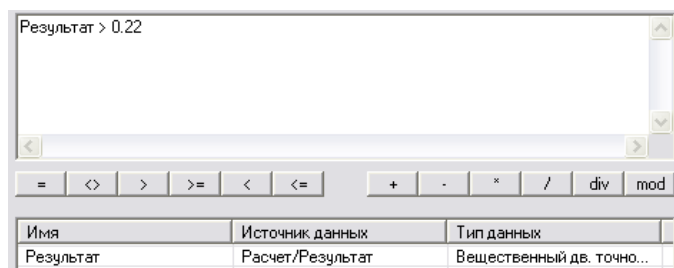 Результат > 0.22
= <> > >= < <= + - * / div mod
Имя Источник данных Тип данных
Результат Расчет/Результат Вещественный дв. точно...